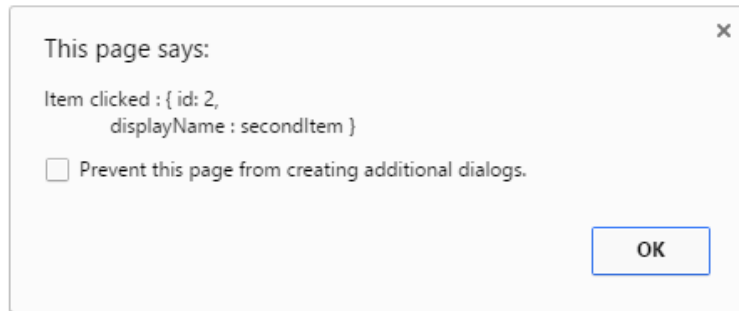 This page says:
Item clicked : { id: 2,
displayName : secondItem }
Prevent this page from creating additional dialogs.
OK